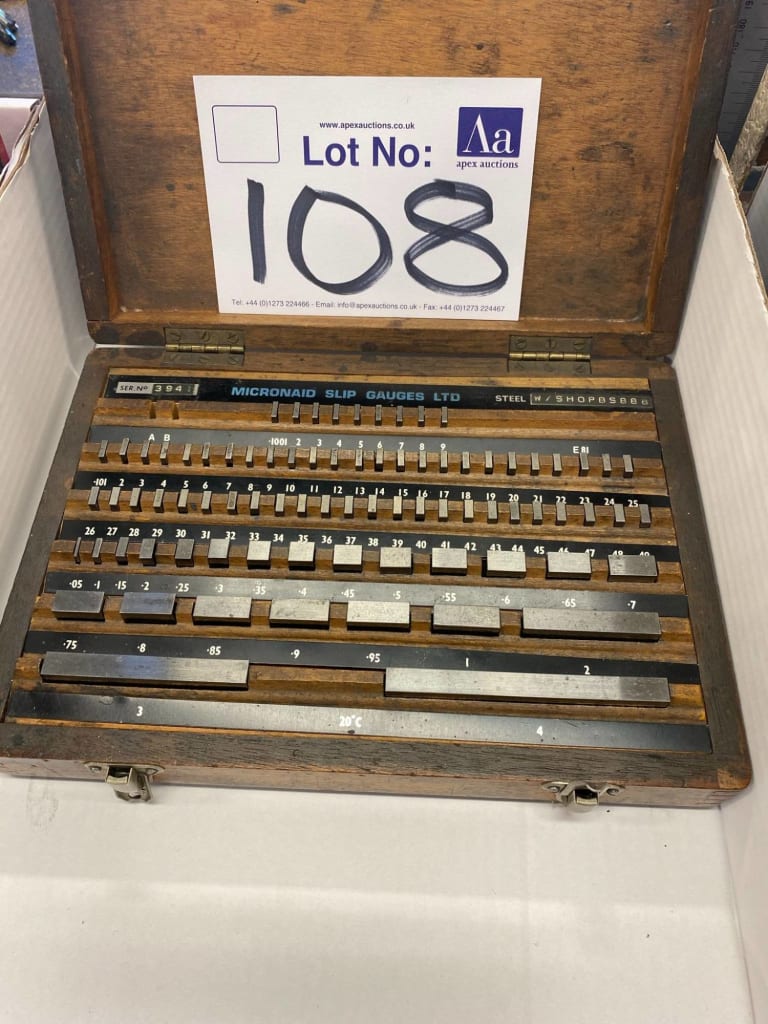 www.apexauctions.co.uk
Lot No:
Aa
apex auctions
108
Tel: +44 (0)1273 224466 - Email: info@apexauctions.co.uk - Fax: +44 (0)1273 224467
SER.Nº 394
MICRONAID SLIP GAUGES LTD
STEEL W/SHOPBS888
A B ·1001 2 3 4 5 6 7 8 9 E 81
·101 2 3 4 5 6 7 8 9 10 11 12 13 14 15 16 17 18 19 20 21 22 23 24 25
26 27 28 29 30 31 32 33 34 35 36 37 38 39 40 41 42 43 44 45 46 47 48 49
·05 ·1 ·15 ·2 ·25 ·3 ·35 ·4 ·45 ·5 ·55 ·6 ·65 ·7
·75 ·8 ·85 ·9 ·95 1 2
3 20°C 4